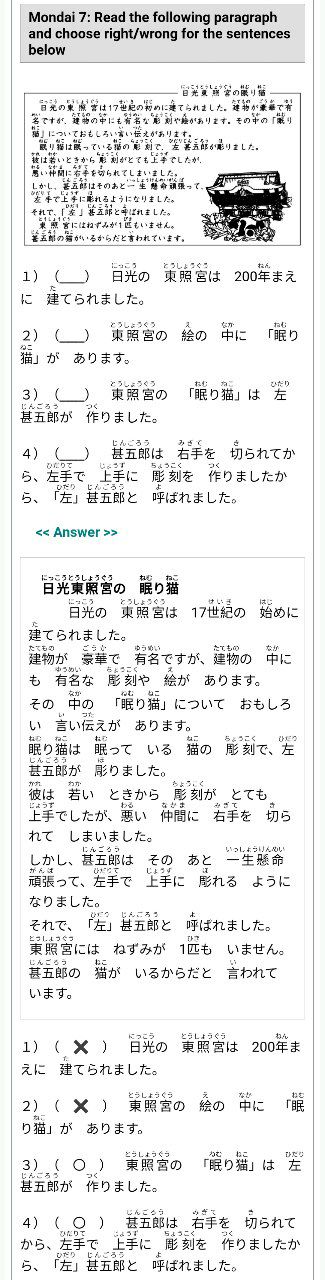 Mondai 7: Read the following paragraph
and choose right/wrong for the sentences
below
日光東照宮の眠り猫
日光の東照宮は17世紀の初めに建てられました。建物が豪華で有
名ですが、建物の中にも有名な彫刻や絵があります。その中の「眠り
猫」についておもしろい言い伝えがあります。
眠り猫は眠っている猫の彫刻で、左甚五郎が彫りました。
彼は若いときから彫刻がとても上手でしたが、
悪い仲間に右手を切られてしまいました。
しかし、甚五郎はそのあと一生懸命頑張って、
左手で上手に彫れるようになりました。
それで、「左」甚五郎と呼ばれました。
東照宮にはねずみが1匹もいません。
甚五郎の猫がいるからだと言われています。
1) (___) 日光の 東照宮は 200年まえ
に 建てられました。
2) (___) 東照宮の 絵の 中に 「眠り
猫」が あります。
3) (___) 東照宮の 「眠り猫」は 左
甚五郎が 作りました。
4) (___) 甚五郎は 右手を 切られてか
ら、左手で 上手に 彫刻を 作りましたか
ら、「左」甚五郎と 呼ばれました。
<< Answer >>
日光東照宮の 眠り猫
日光の 東照宮は 17世紀の 始めに
建てられました。
建物が 豪華で 有名ですが、建物の 中に
も 有名な 彫刻や 絵が あります。
その 中の 「眠り猫」について おもしろ
い 言い伝えが あります。
眠り猫は 眠って いる 猫の 彫刻で、左
甚五郎が 彫りました。
彼は 若い ときから 彫刻が とても
上手でしたが、悪い 仲間に 右手を 切ら
れて しまいました。
しかし、甚五郎は その あと 一生懸命
頑張って、左手で 上手に 彫れる ように
なりました。
それで、「左」甚五郎と 呼ばれました。
東照宮には ねずみが 1匹も いません。
甚五郎の 猫が いるからだと 言われて
います。
1) ( ✕ ) 日光の 東照宮は 200年ま
えに 建てられました。
2) ( ✕ ) 東照宮の 絵の 中に 「眠
り猫」が あります。
3) ( ○ ) 東照宮の 「眠り猫」は 左
甚五郎が 作りました。
4) ( ○ ) 甚五郎は 右手を 切られて
から、左手で 上手に 彫刻を 作りましたか
ら、「左」甚五郎と 呼ばれました。